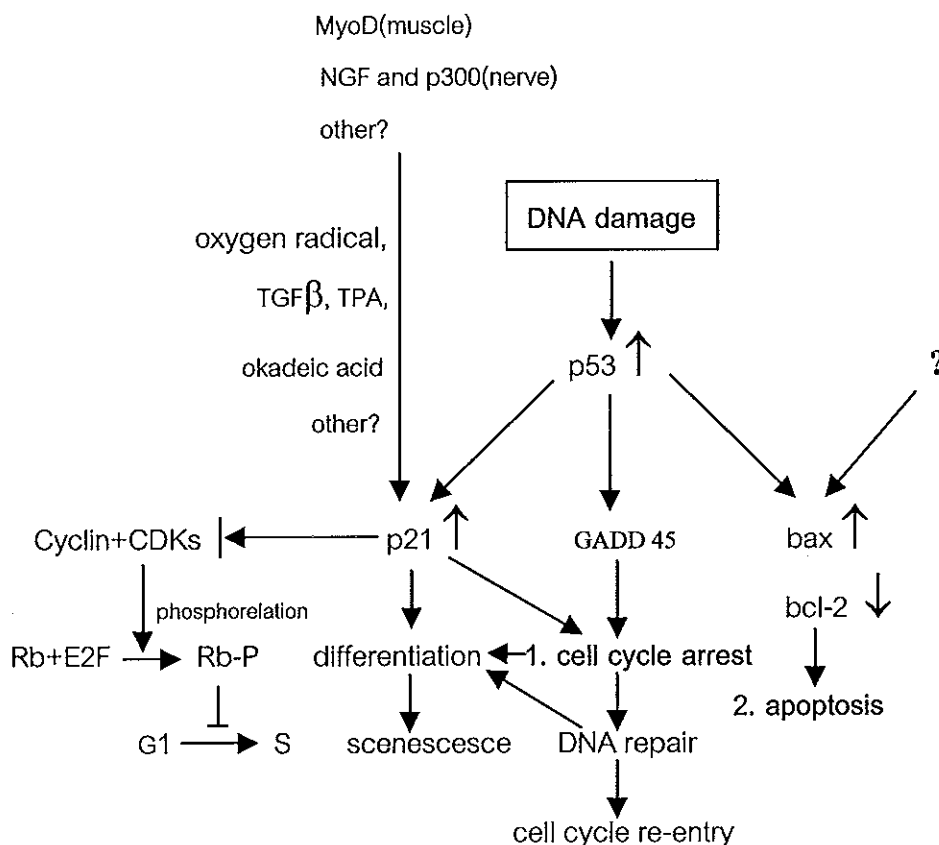 MyoD(muscle)
NGF and p300(nerve)
other?
DNA damage
oxygen radical,
TGFβ, TPA,
okadeic acid
other?
p53 ↑
?
Cyclin+CDKs
p21 ↑
GADD 45
bax ↑
bcl-2 ↓
phosphorelation
Rb+E2F
Rb-P
differentiation
1. cell cycle arrest
2. apoptosis
G1
S
scenescesce
DNA repair
cell cycle re-entry